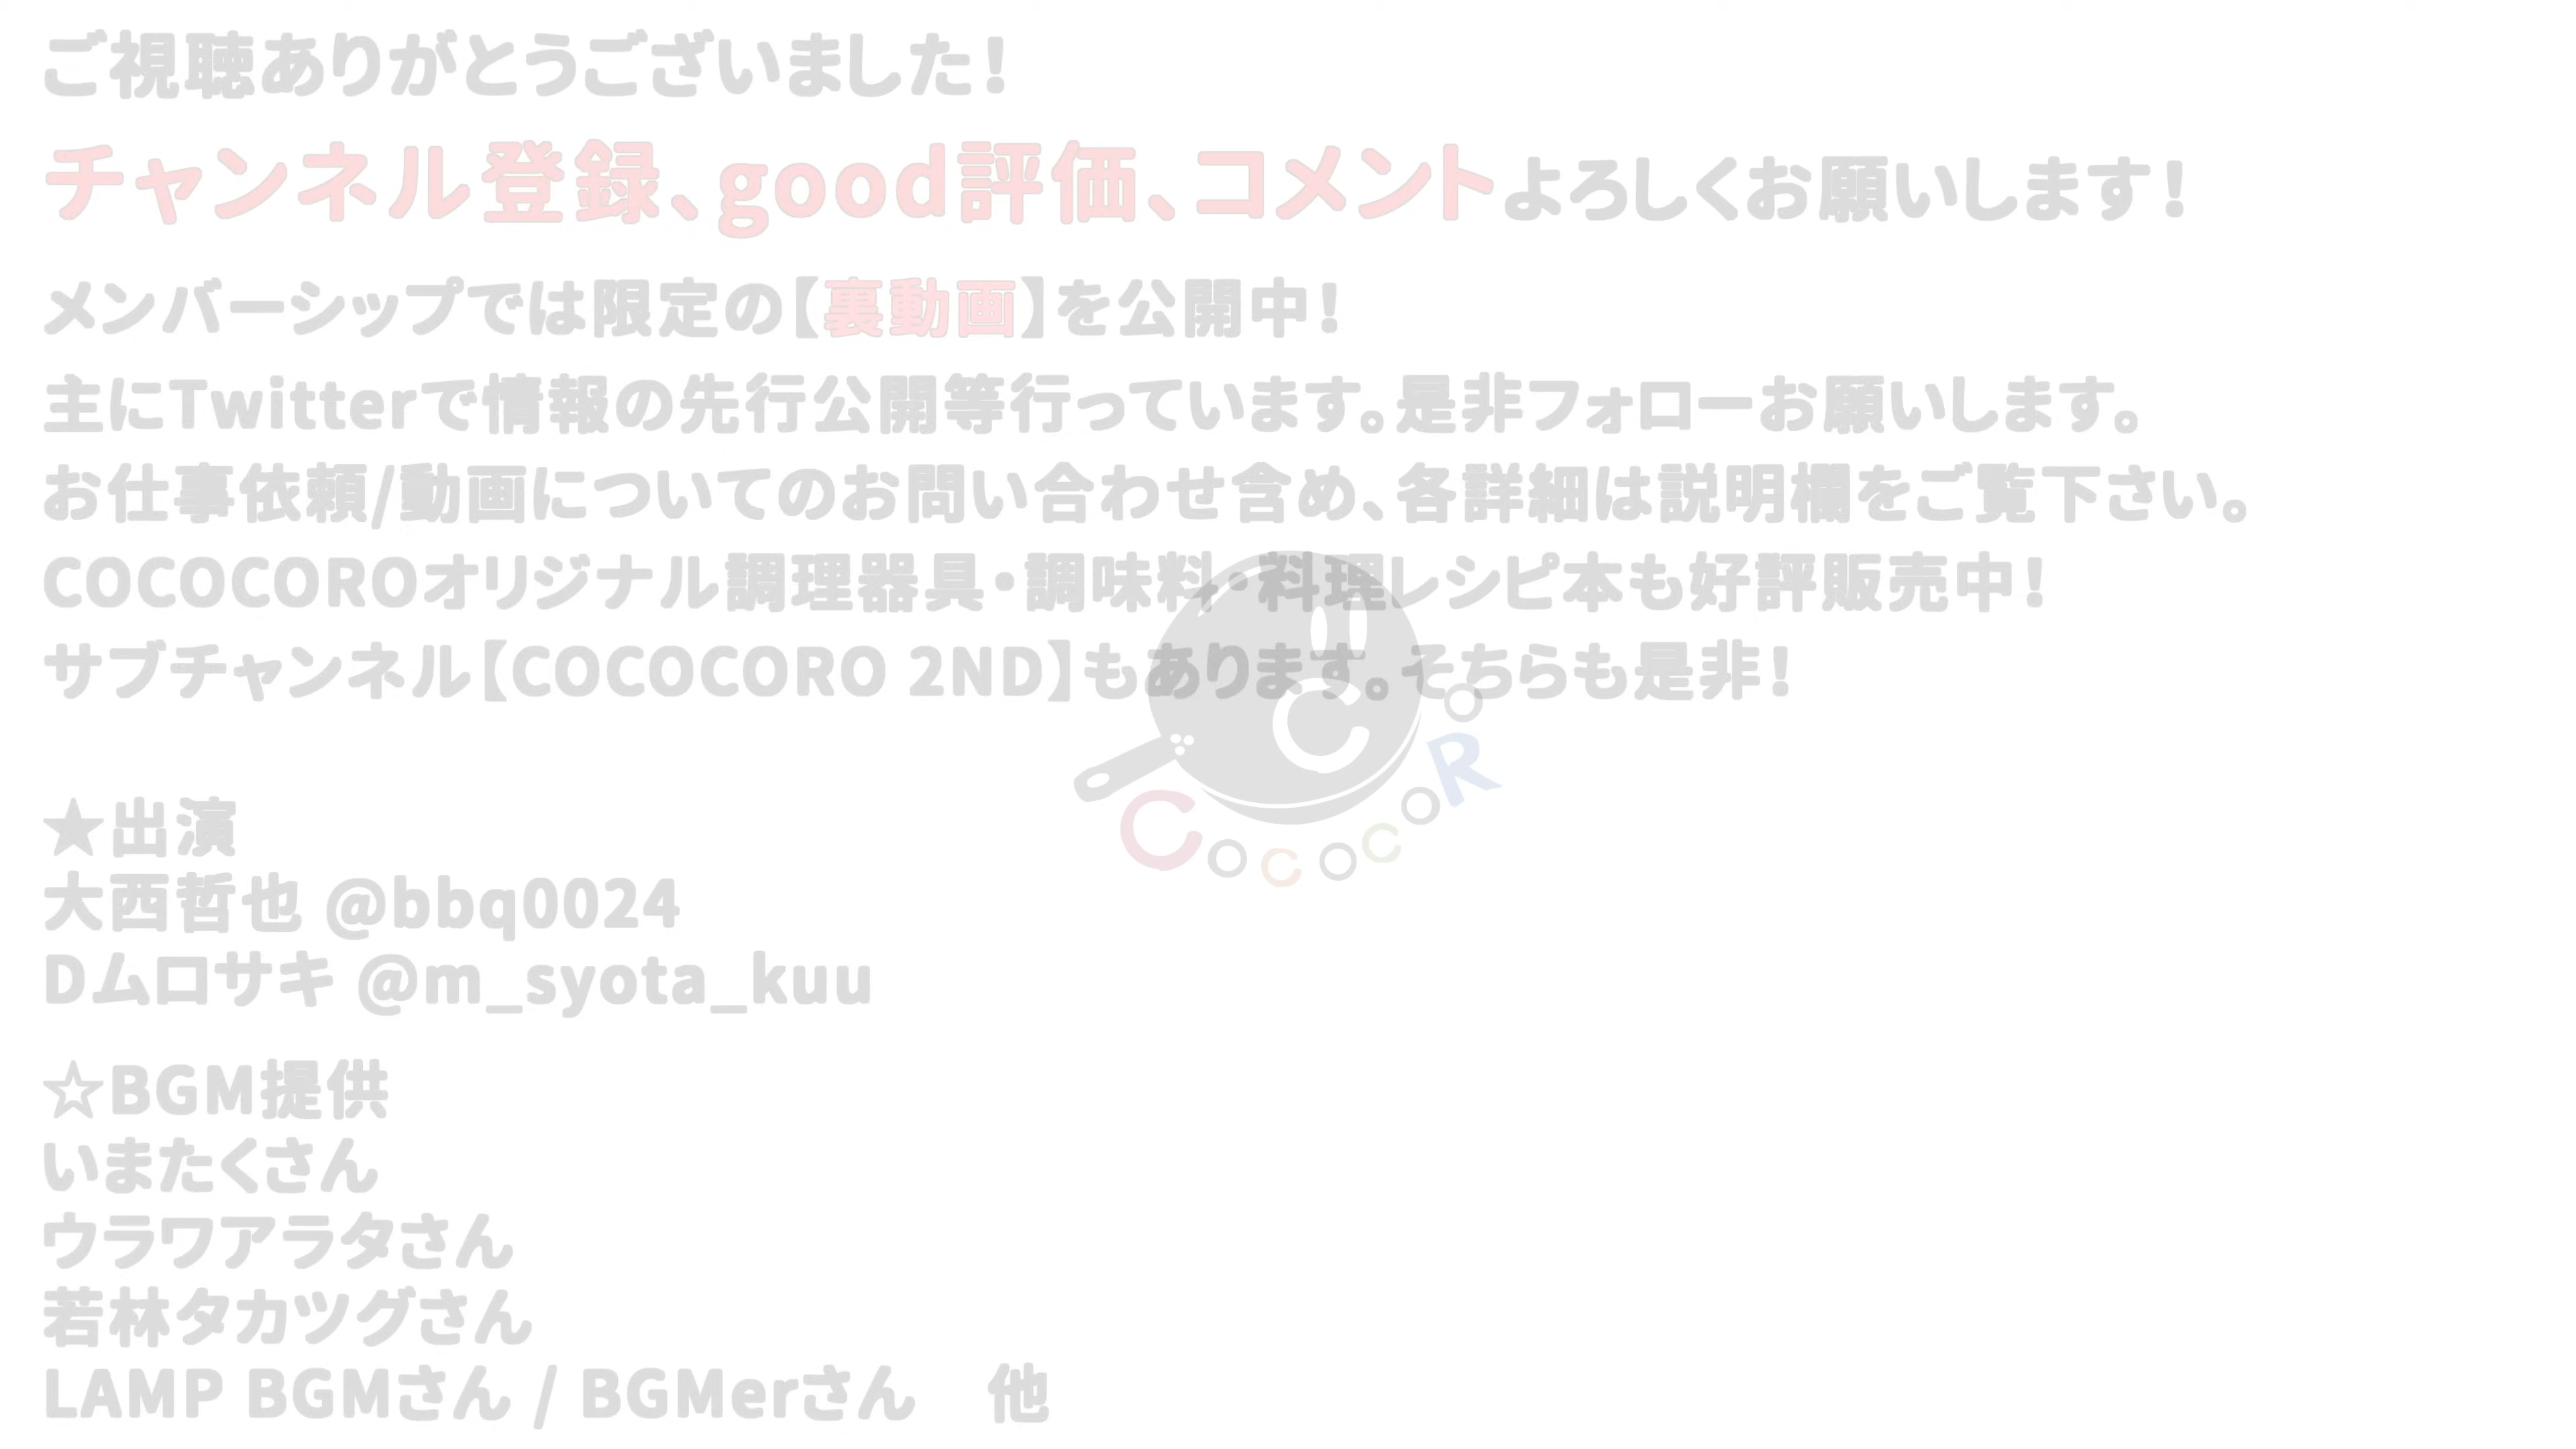 ご視聴ありがとうございました!
チャンネル登録、good評価、コメントよろしくお願いします!
メンバーシップでは限定の【裏動画】を公開中!
主にTwitterで情報の先行公開等行っています。是非フォローお願いします。
お仕事依頼/動画についてのお問い合わせ含め、各詳細は説明欄をご覧下さい。
COCOCOROオリジナル調理器具・調味料・料理レシピ本も好評販売中!
サブチャンネル【COCOCORO 2ND】もあります。そちらも是非!
C
COCOCORO
★出演
大西哲也 @bbq0024
Dムロサキ @m_syota_kuu
☆BGM提供
いまたくさん
ウラワアラタさん
若林タカツグさん
LAMP BGMさん / BGMerさん　他